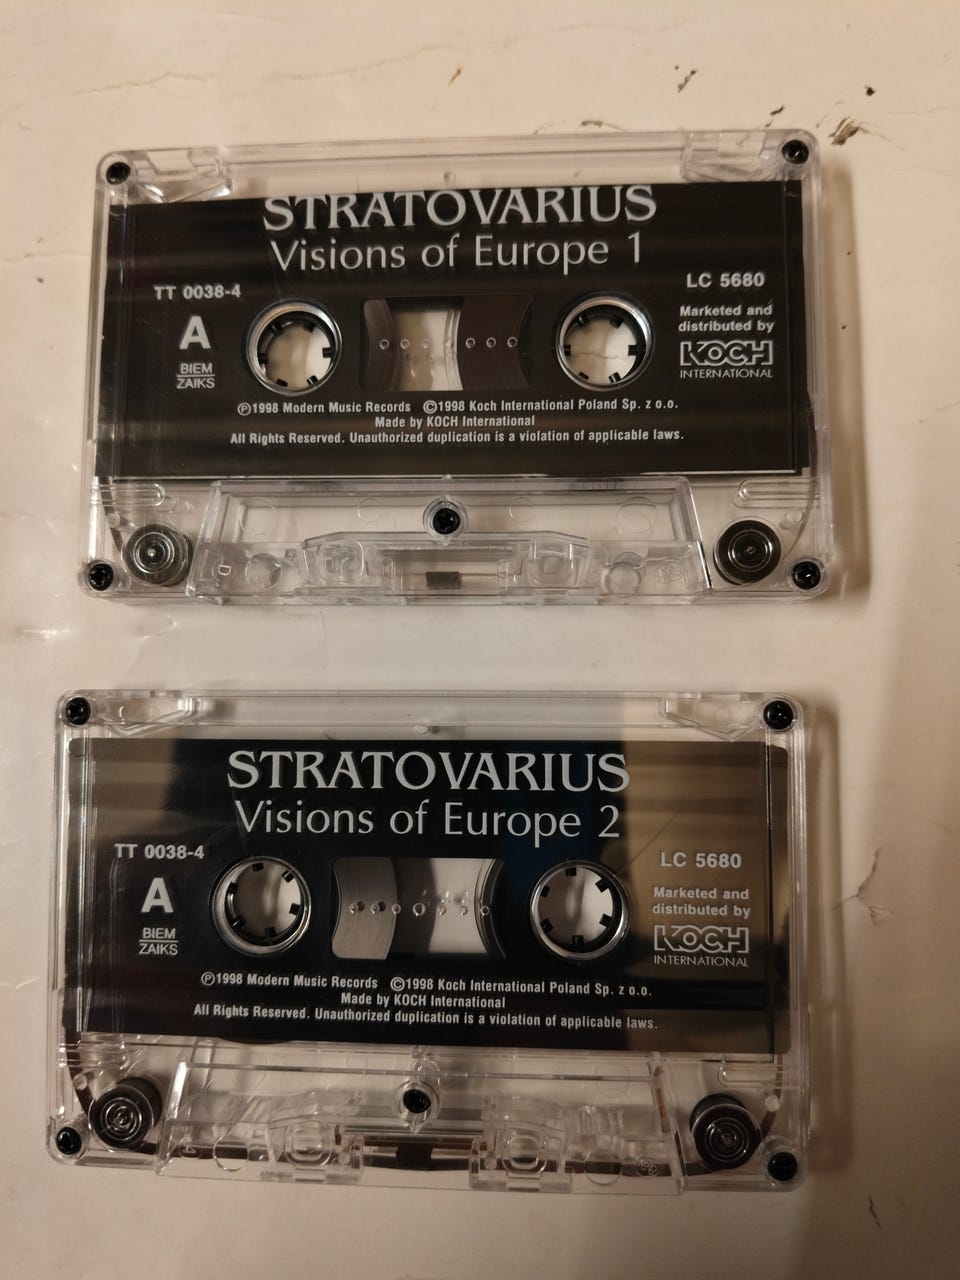 STRATOVARIUS
Visions of Europe 1
TT 0038-4
LC 5680
A
BIEM
ZAIKS
Marketed and
distributed by
KOCH
INTERNATIONAL
Ⓟ1998 Modern Music Records ©1998 Koch International Poland Sp. z o.o.
Made by KOCH International
All Rights Reserved. Unauthorized duplication is a violation of applicable laws.
STRATOVARIUS
Visions of Europe 2
TT 0038-4
LC 5680
A
BIEM
ZAIKS
Marketed and
distributed by
KOCH
INTERNATIONAL
Ⓟ1998 Modern Music Records ©1998 Koch International Poland Sp. z o.o.
Made by KOCH International
All Rights Reserved. Unauthorized duplication is a violation of applicable laws.